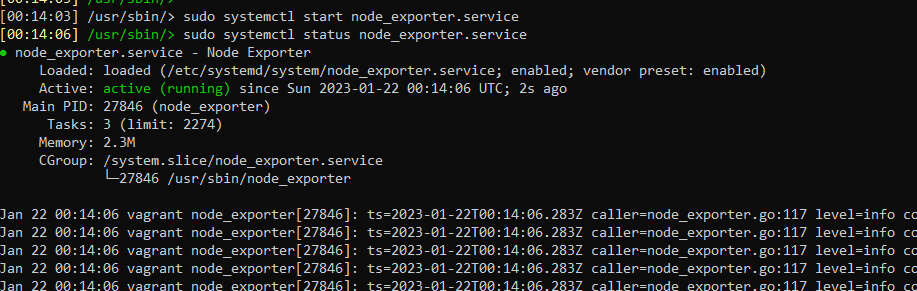 [00:14:03] /usr/sbin/>
[00:14:03] /usr/sbin/> sudo systemctl start node_exporter.service
[00:14:06] /usr/sbin/> sudo systemctl status node_exporter.service
● node_exporter.service - Node Exporter
     Loaded: loaded (/etc/systemd/system/node_exporter.service; enabled; vendor preset: enabled)
     Active: active (running) since Sun 2023-01-22 00:14:06 UTC; 2s ago
   Main PID: 27846 (node_exporter)
      Tasks: 3 (limit: 2274)
     Memory: 2.3M
     CGroup: /system.slice/node_exporter.service
             └─27846 /usr/sbin/node_exporter

Jan 22 00:14:06 vagrant node_exporter[27846]: ts=2023-01-22T00:14:06.283Z caller=node_exporter.go:117 level=info co
Jan 22 00:14:06 vagrant node_exporter[27846]: ts=2023-01-22T00:14:06.283Z caller=node_exporter.go:117 level=info co
Jan 22 00:14:06 vagrant node_exporter[27846]: ts=2023-01-22T00:14:06.283Z caller=node_exporter.go:117 level=info co
Jan 22 00:14:06 vagrant node_exporter[27846]: ts=2023-01-22T00:14:06.283Z caller=node_exporter.go:117 level=info co
Jan 22 00:14:06 vagrant node_exporter[27846]: ts=2023-01-22T00:14:06.283Z caller=node_exporter.go:117 level=info co